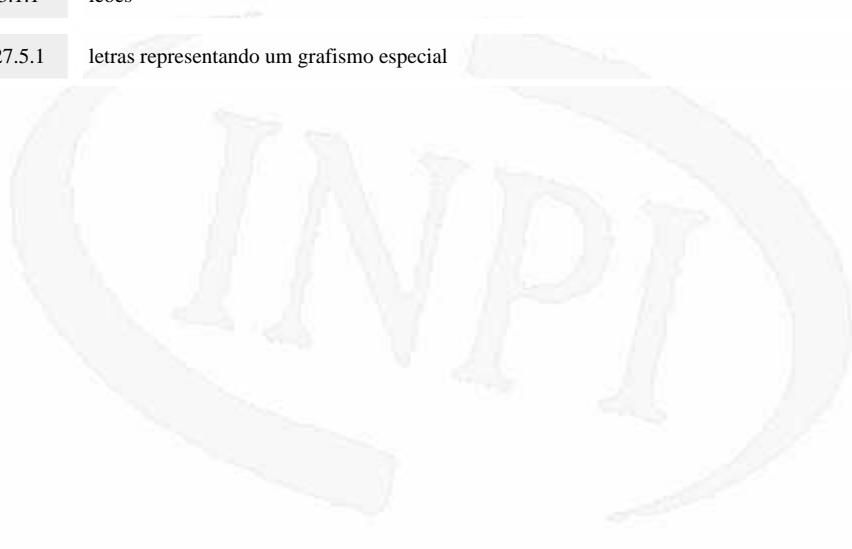 3.1.1 leões
27.5.1 letras representando um grafismo especial
INPI